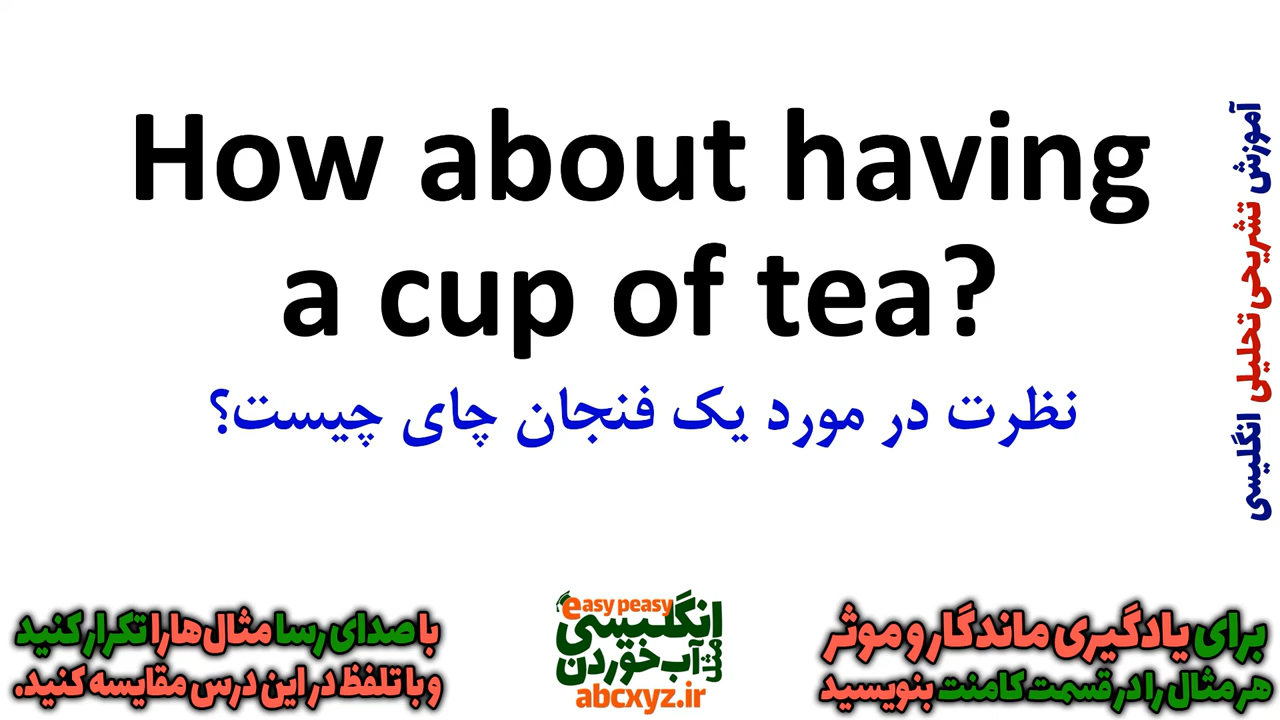 How about having
a cup of tea?
نظرت در مورد یک فنجان چای چیست؟
آموزش تشریحی تحلیلی انگلیسی
برای یادگیری ماندگار و موثر
هر مثال را در قسمت کامنت بنویسید
easy peasy
انگلیسی
مثل آب خوردن
abcxyz.ir
با صدای رسا مثال‌ها را تکرار کنید
و با تلفظ در این درس مقایسه کنید.